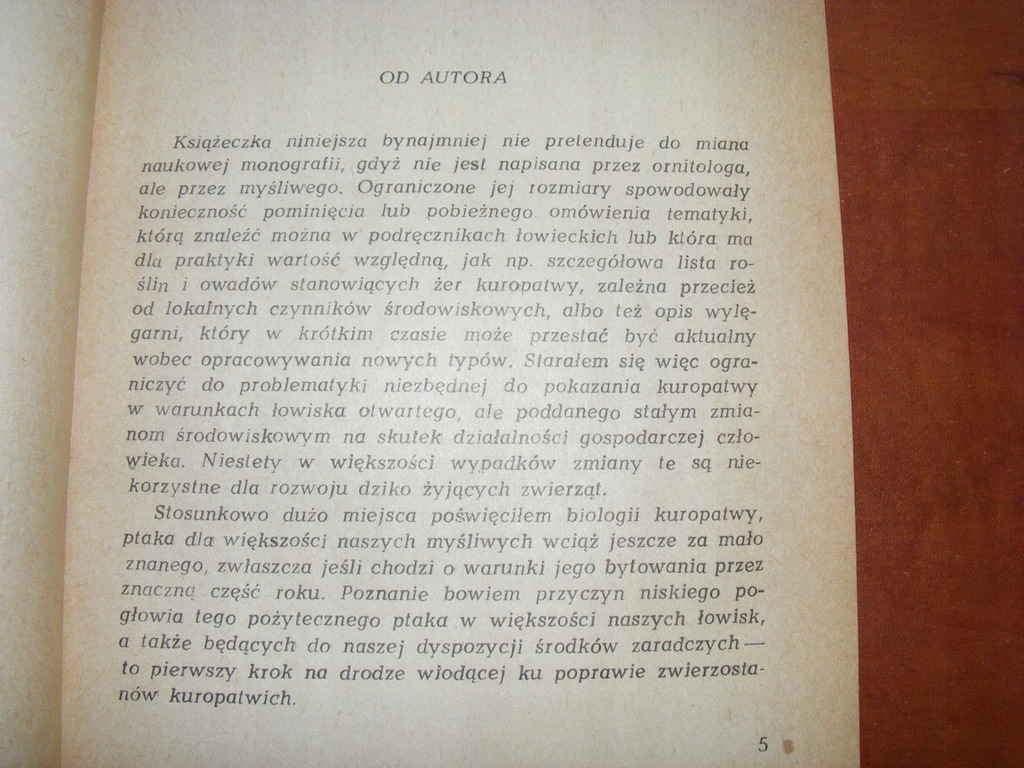 OD AUTORA
Książeczka niniejsza bynajmniej nie pretenduje do miana
naukowej monografii, gdyż nie jest napisana przez ornitologa,
ale przez myśliwego. Ograniczone jej rozmiary spowodowały
konieczność pominięcia lub pobieżnego omówienia tematyki,
którą znaleźć można w podręcznikach łowieckich lub która ma
dla praktyki wartość względną, jak np. szczegółowa lista ro-
ślin i owadów stanowiących żer kuropatwy, zależna przecież
od lokalnych czynników środowiskowych, albo też opis wylę-
garni, który w krótkim czasie może przestać być aktualny
wobec opracowywania nowych typów. Starałem się więc ogra-
niczyć do problematyki niezbędnej do pokazania kuropatwy
w warunkach łowiska otwartego, ale poddanego stałym zmia-
nom środowiskowym na skutek działalności gospodarczej czło-
wieka. Niestety w większości wypadków zmiany te są nie-
korzystne dla rozwoju dziko żyjących zwierząt.
Stosunkowo dużo miejsca poświęciłem biologii kuropatwy,
ptaka dla większości naszych myśliwych wciąż jeszcze za mało
znanego, zwłaszcza jeśli chodzi o warunki jego bytowania przez
znaczną część roku. Poznanie bowiem przyczyn niskiego po-
głowia tego pożytecznego ptaka w większości naszych łowisk,
a także będących do naszej dyspozycji środków zaradczych —
to pierwszy krok na drodze wiodącej ku poprawie zwierzosta-
nów kuropatwich.
5